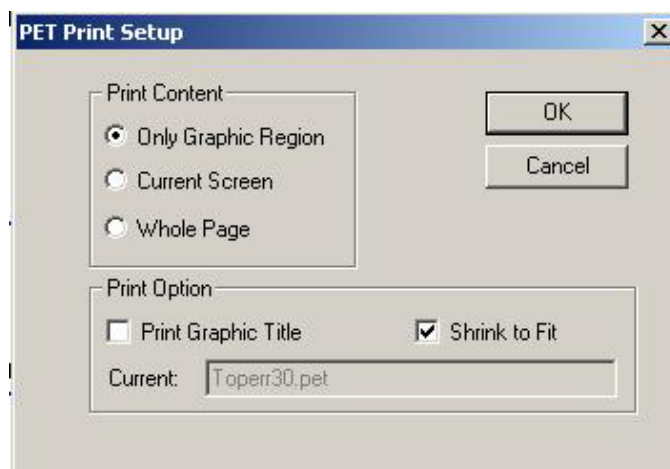 PET Print Setup
Print Content
Only Graphic Region
Current Screen
Whole Page
OK
Cancel
Print Option
Print Graphic Title
Shrink to Fit
Current: Toperr30.pet